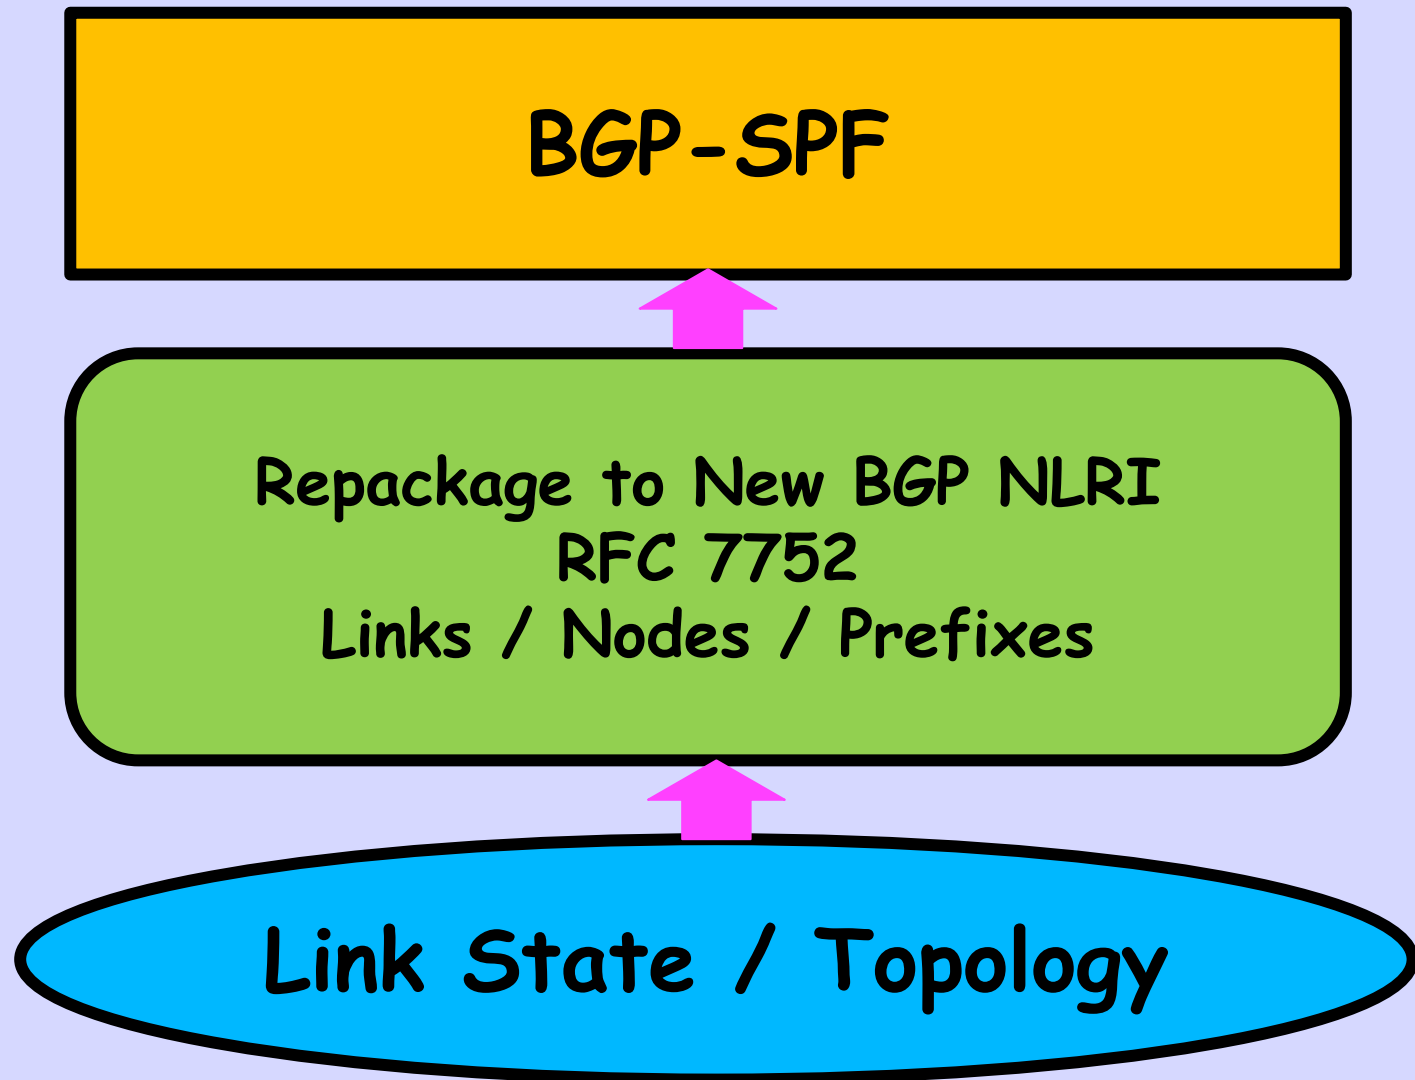 BGP-SPF
Repackage to New BGP NLRI
RFC 7752
Links / Nodes / Prefixes
Link State / Topology